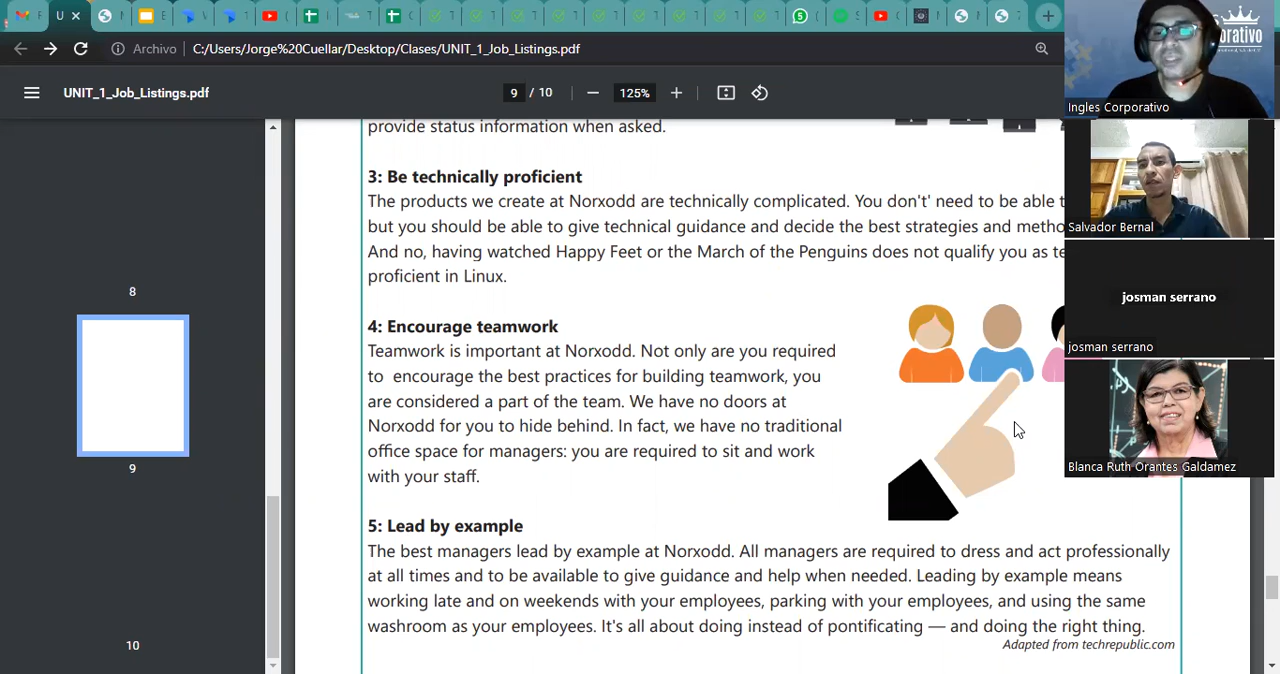 U
Archivo
C:/Users/Jorge%20Cuellar/Desktop/Clases/UNIT_1_Job_Listings.pdf
UNIT_1_Job_Listings.pdf
9 / 10
125%
8
9
10
provide status information when asked.
3: Be technically proficient
The products we create at Norxodd are technically complicated. You don't' need to be able
but you should be able to give technical guidance and decide the best strategies and
And no, having watched Happy Feet or the March of the Penguins does not qualify you as
proficient in Linux.
4: Encourage teamwork
Teamwork is important at Norxodd. Not only are you required
to encourage the best practices for building teamwork, you
are considered a part of the team. We have no doors at
Norxodd for you to hide behind. In fact, we have no traditional
office space for managers: you are required to sit and work
with your staff.
5: Lead by example
The best managers lead by example at Norxodd. All managers are required to dress and act professionally
at all times and to be available to give guidance and help when needed. Leading by example means
working late and on weekends with your employees, parking with your employees, and using the same
washroom as your employees. It's all about doing instead of pontificating — and doing the right thing.
Adapted from techrepublic.com
Ingles Corporativo
Salvador Bernal
josman serrano
josman serrano
Blanca Ruth Orantes Galdamez